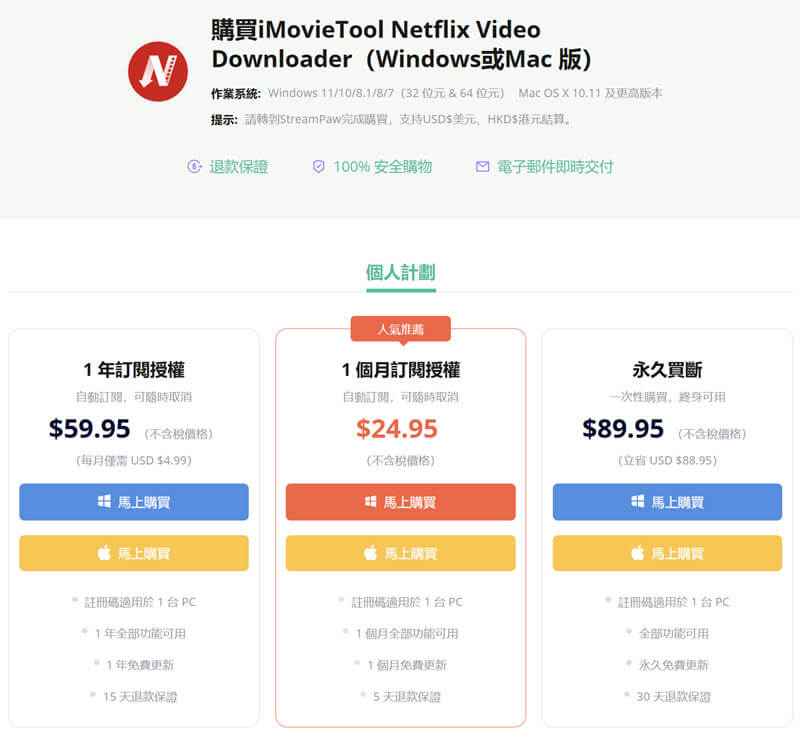 購買iMovieTool Netflix Video
Downloader（Windows或Mac 版）
作業系統: Windows 11/10/8.1/8/7（32 位元 & 64 位元） Mac OS X 10.11 及更高版本
提示: 請轉到StreamPaw完成購買，支持USD$美元、HKD$港元結算。
退款保證 100% 安全購物 電子郵件即時交付
個人計劃
1 年訂閱授權
自動訂閱，可隨時取消
$59.95 （不含稅價格）
（每月僅需 USD $4.99）
馬上購買
馬上購買
註冊碼適用於 1 台 PC
1 年全部功能可用
1 年免費更新
15 天退款保證
人氣推薦
1 個月訂閱授權
自動訂閱，可隨時取消
$24.95
（不含稅價格）
馬上購買
馬上購買
註冊碼適用於 1 台 PC
1 個月全部功能可用
1 個月免費更新
5 天退款保證
永久買斷
一次性購買，終身可用
$89.95 （不含稅價格）
（立省 USD $88.95）
馬上購買
馬上購買
註冊碼適用於 1 台 PC
全部功能可用
永久免費更新
30 天退款保證